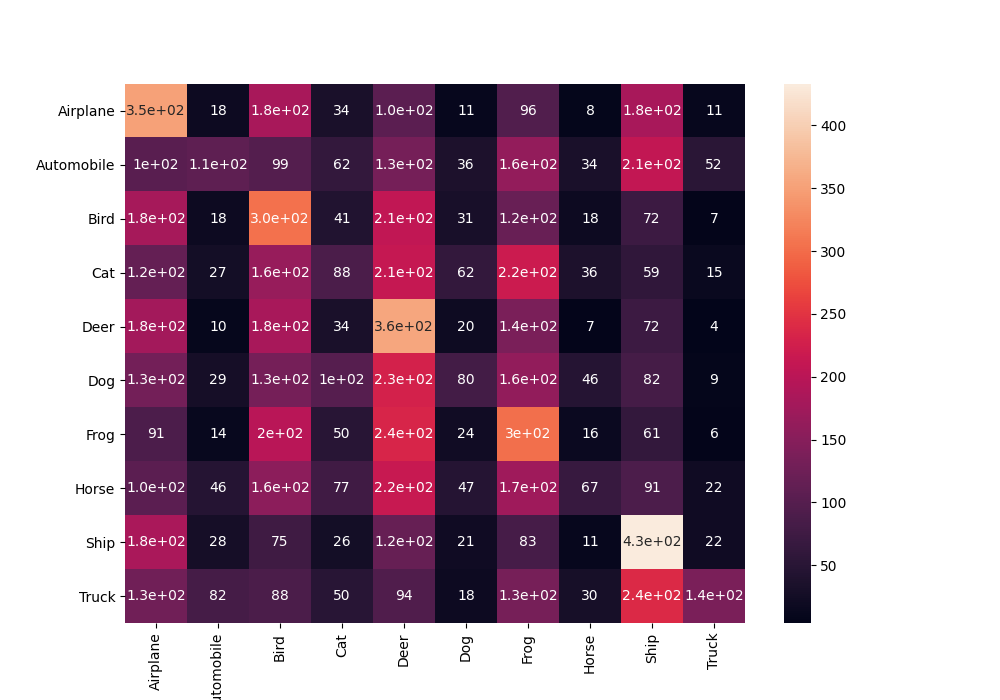 Airplane 3.5e+02 18 1.8e+02 34 1.0e+02 11 96 8 1.8e+02 11
Automobile 1e+02 1.1e+02 99 62 1.3e+02 36 1.6e+02 34 2.1e+02 52
Bird 1.8e+02 18 3.0e+02 41 2.1e+02 31 1.2e+02 18 72 7
Cat 1.2e+02 27 1.6e+02 88 2.1e+02 62 2.2e+02 36 59 15
Deer 1.8e+02 10 1.8e+02 34 3.6e+02 20 1.4e+02 7 72 4
Dog 1.3e+02 29 1.3e+02 1e+02 2.3e+02 80 1.6e+02 46 82 9
Frog 91 14 2e+02 50 2.4e+02 24 3e+02 16 61 6
Horse 1.0e+02 46 1.6e+02 77 2.2e+02 47 1.7e+02 67 91 22
Ship 1.8e+02 28 75 26 1.2e+02 21 83 11 4.3e+02 22
Truck 1.3e+02 82 88 50 94 18 1.3e+02 30 2.4e+02 1.4e+02
Airplane utomobile Bird Cat Deer Dog Frog Horse Ship Truck
400
350
300
250
200
150
100
50